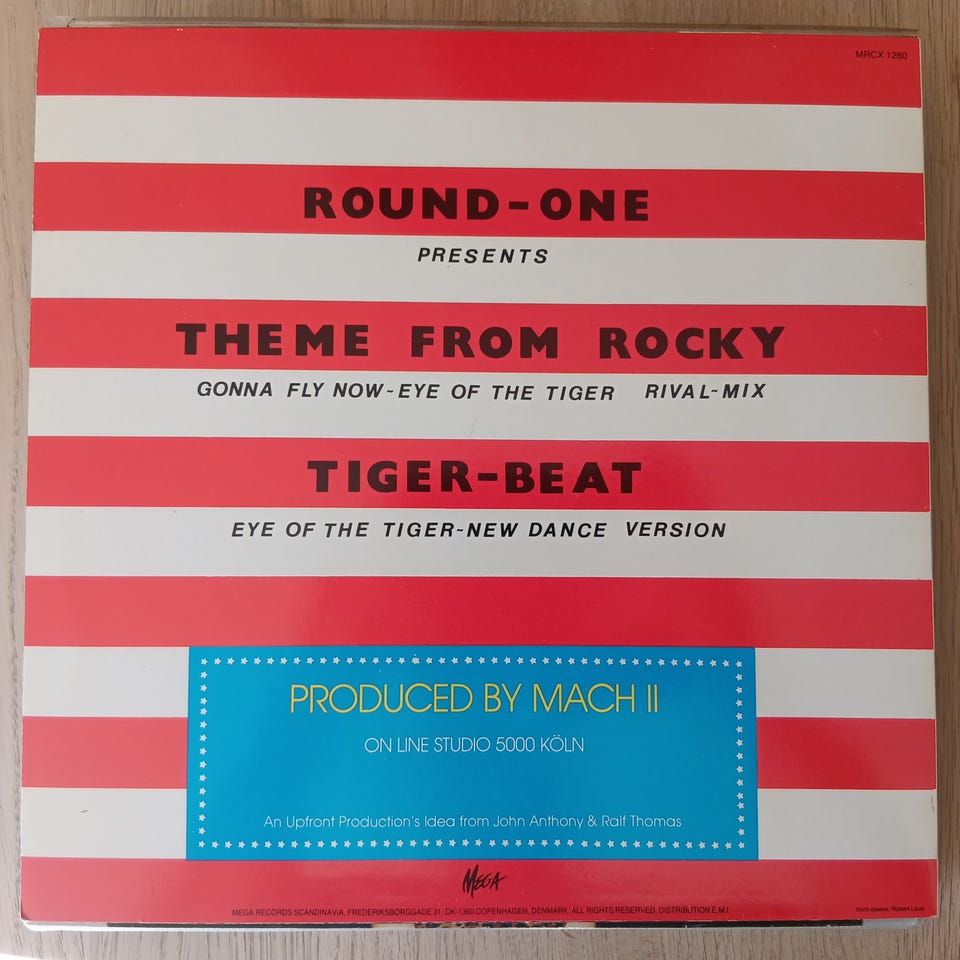 MRCX 1260
ROUND-ONE
PRESENTS
THEME FROM ROCKY
GONNA FLY NOW~EYE OF THE TIGER RIVAL~MIX
TIGER-BEAT
EYE OF THE TIGER~NEW DANCE VERSION
PRODUCED BY MACH II
ON LINE STUDIO 5000 KÖLN
An Upfront Production's Idea from John Anthony & Ralf Thomas
MEGA
MEGA RECORDS SCANDINAVIA, FREDERIKSBORGGADE 31, DK-1360 COPENHAGEN, DENMARK. ALL RIGHTS RESERVED, DISTRIBUTION E.M.I.
front-sleeve: Robert